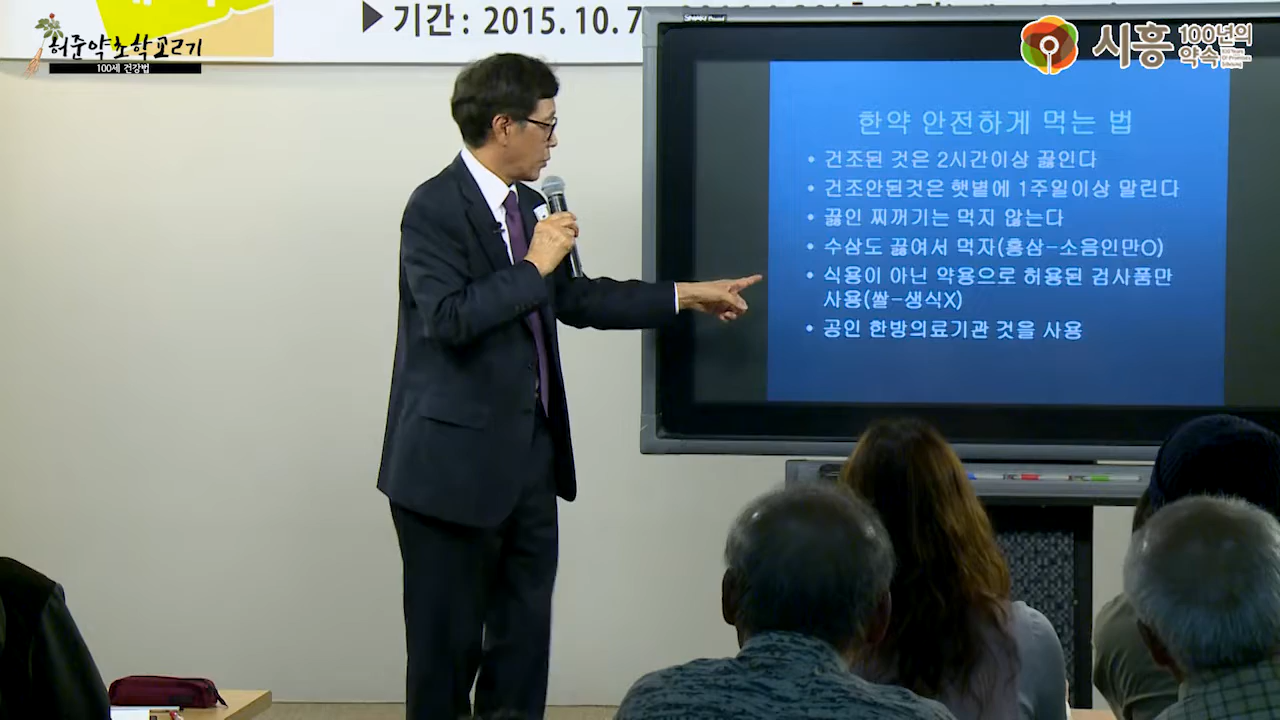 기간 : 2015.10.7
허준약초학교2기
100세 건강법
시흥
100년의
약속
한약 안전하게 먹는 법
• 건조된 것은 2시간이상 끓인다
• 건조안된것은 햇볕에 1주일이상 말린다
• 끓인 찌꺼기는 먹지 않는다
• 수삼도 끓여서 먹자(홍삼-소음인만O)
• 식용이 아닌 약용으로 허용된 검사품만
사용(쌀-생식X)
• 공인 한방의료기관 것을 사용